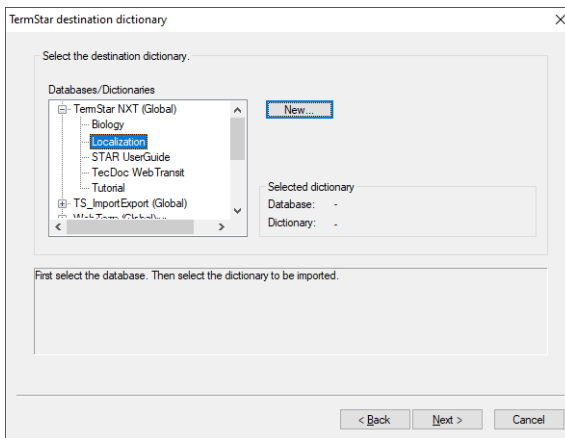 TermStar destination dictionary
Select the destination dictionary.
Databases/Dictionaries
TermStar NXT (Global)
Biology
Localization
STAR UserGuide
TecDoc WebTransit
Tutorial
TS_ImportExport (Global)
New...
Selected dictionary
Database: -
Dictionary: -
First select the database. Then select the dictionary to be imported.
< Back
Next >
Cancel